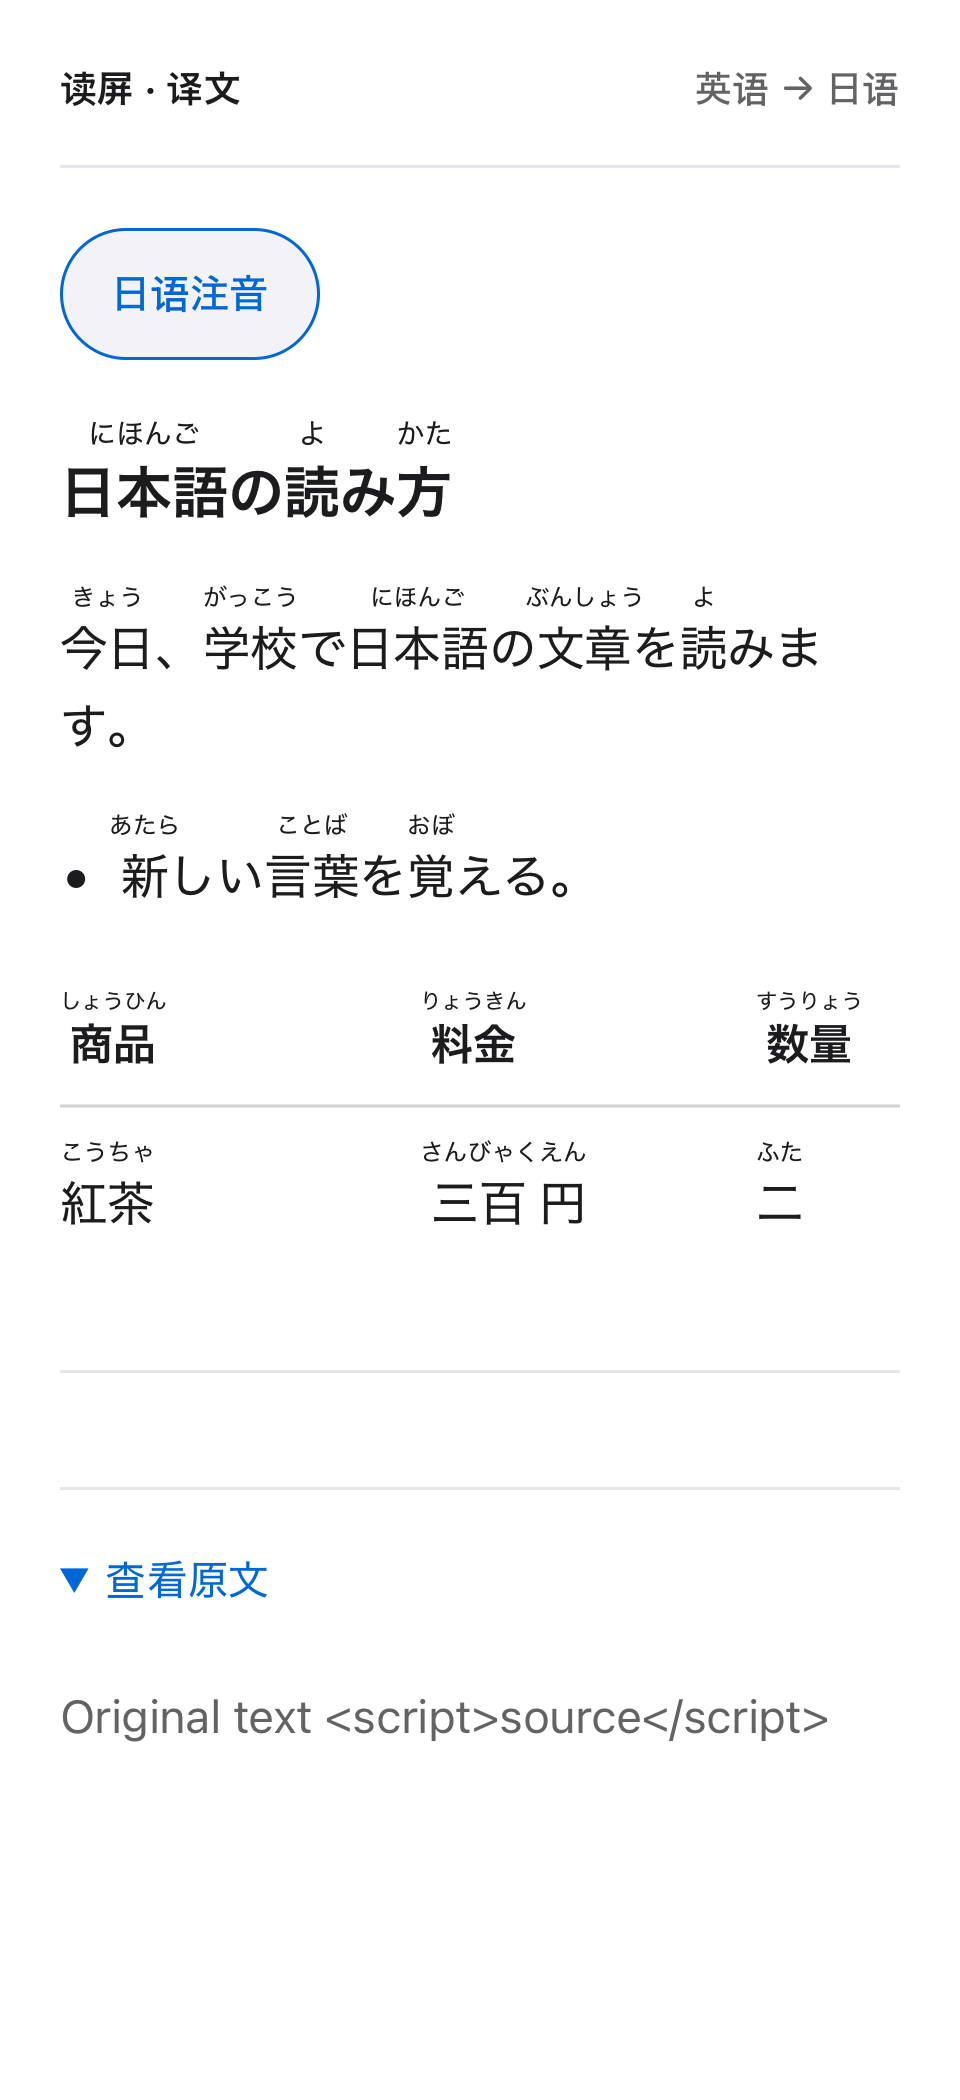 读屏 · 译文
英语 → 日语
日语注音
にほんご よ かた
日本語の読み方
きょう がっこう にほんご ぶんしょう よ
今日、学校で日本語の文章を読みま
す。
あたら ことば おぼ
• 新しい言葉を覚える。
しょうひん りょうきん すうりょう
商品 料金 数量
こうちゃ さんびゃくえん ふた
紅茶 三百 円 二
▼ 查看原文
Original text <script>source</script>